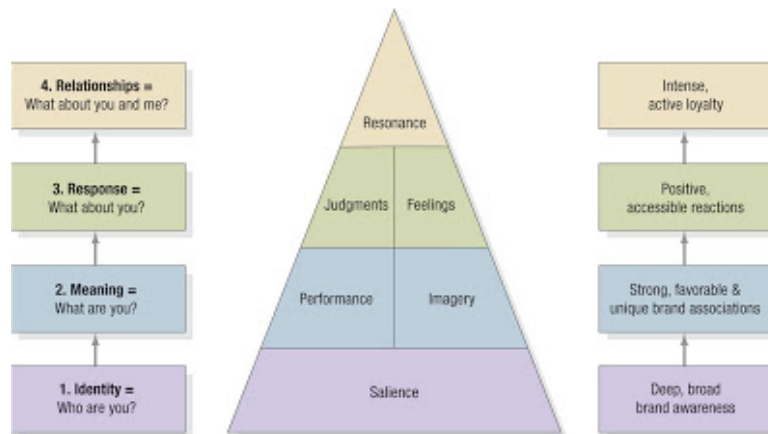 4. Relationships =
What about you and me?
3. Response =
What about you?
2. Meaning =
What are you?
1. Identity =
Who are you?
Resonance
Judgments
Feelings
Performance
Imagery
Salience
Intense,
active loyalty
Positive,
accessible reactions
Strong, favorable &
unique brand associations
Deep, broad
brand awareness